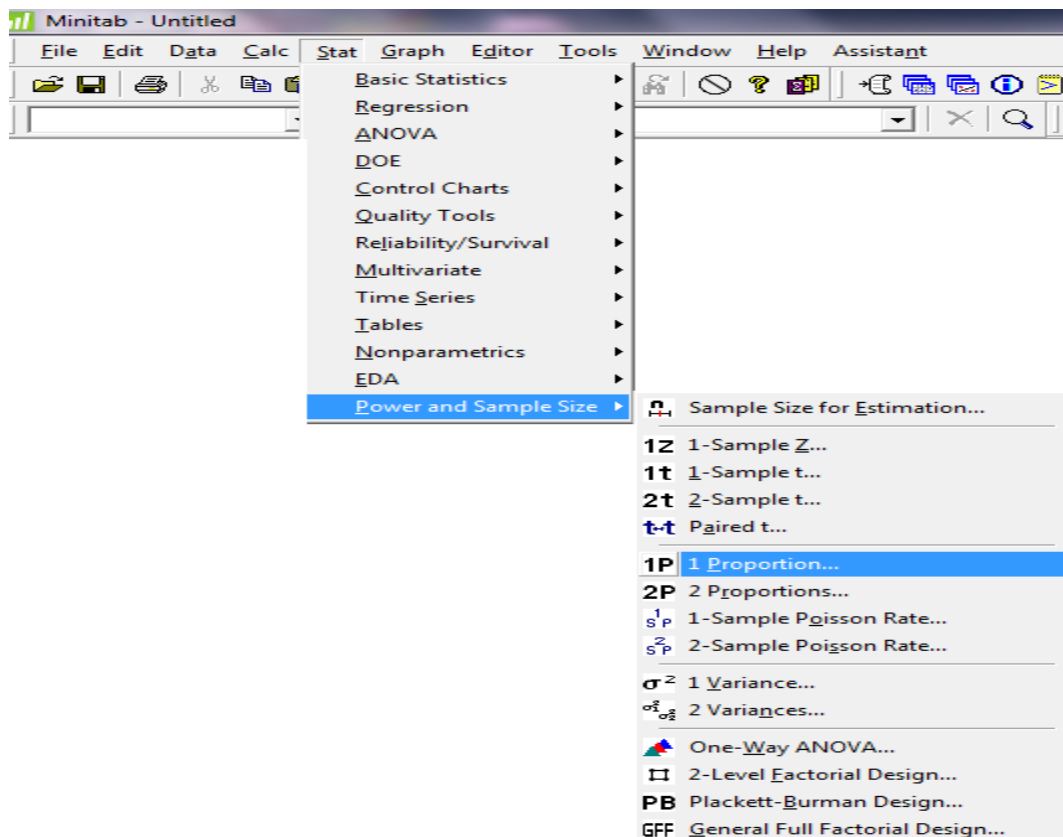 Minitab - Untitled
File Edit Data Calc Stat Graph Editor Tools Window Help Assistant
Basic Statistics
Regression
ANOVA
DOE
Control Charts
Quality Tools
Reliability/Survival
Multivariate
Time Series
Tables
Nonparametrics
EDA
Power and Sample Size
n Sample Size for Estimation...
1Z 1-Sample Z...
1t 1-Sample t...
2t 2-Sample t...
t-t Paired t...
1P 1 Proportion...
2P 2 Proportions...
S1P 1-Sample Poisson Rate...
S2P 2-Sample Poisson Rate...
σ2 1 Variance...
2 Variances...
One-Way ANOVA...
2-Level Factorial Design...
PB Plackett-Burman Design...
GFF General Full Factorial Design...